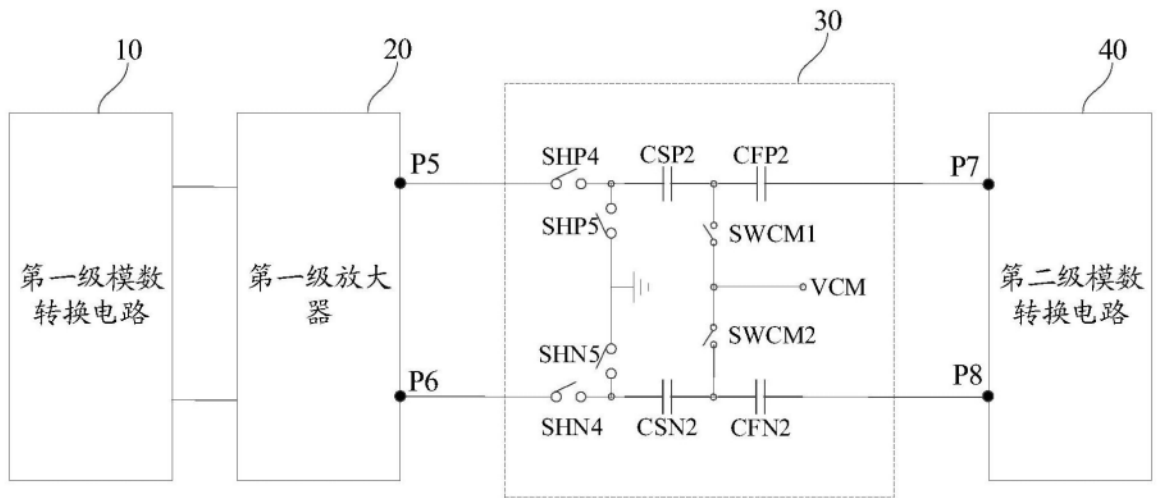 10
20
30
40
第一级模数
转换电路
第一级放大
器
P5
P6
SHP4
CSP2
CFP2
SHP5
SWCM1
VCM
SWCM2
SHN5
SHN4
CSN2
CFN2
P7
P8
第二级模数
转换电路